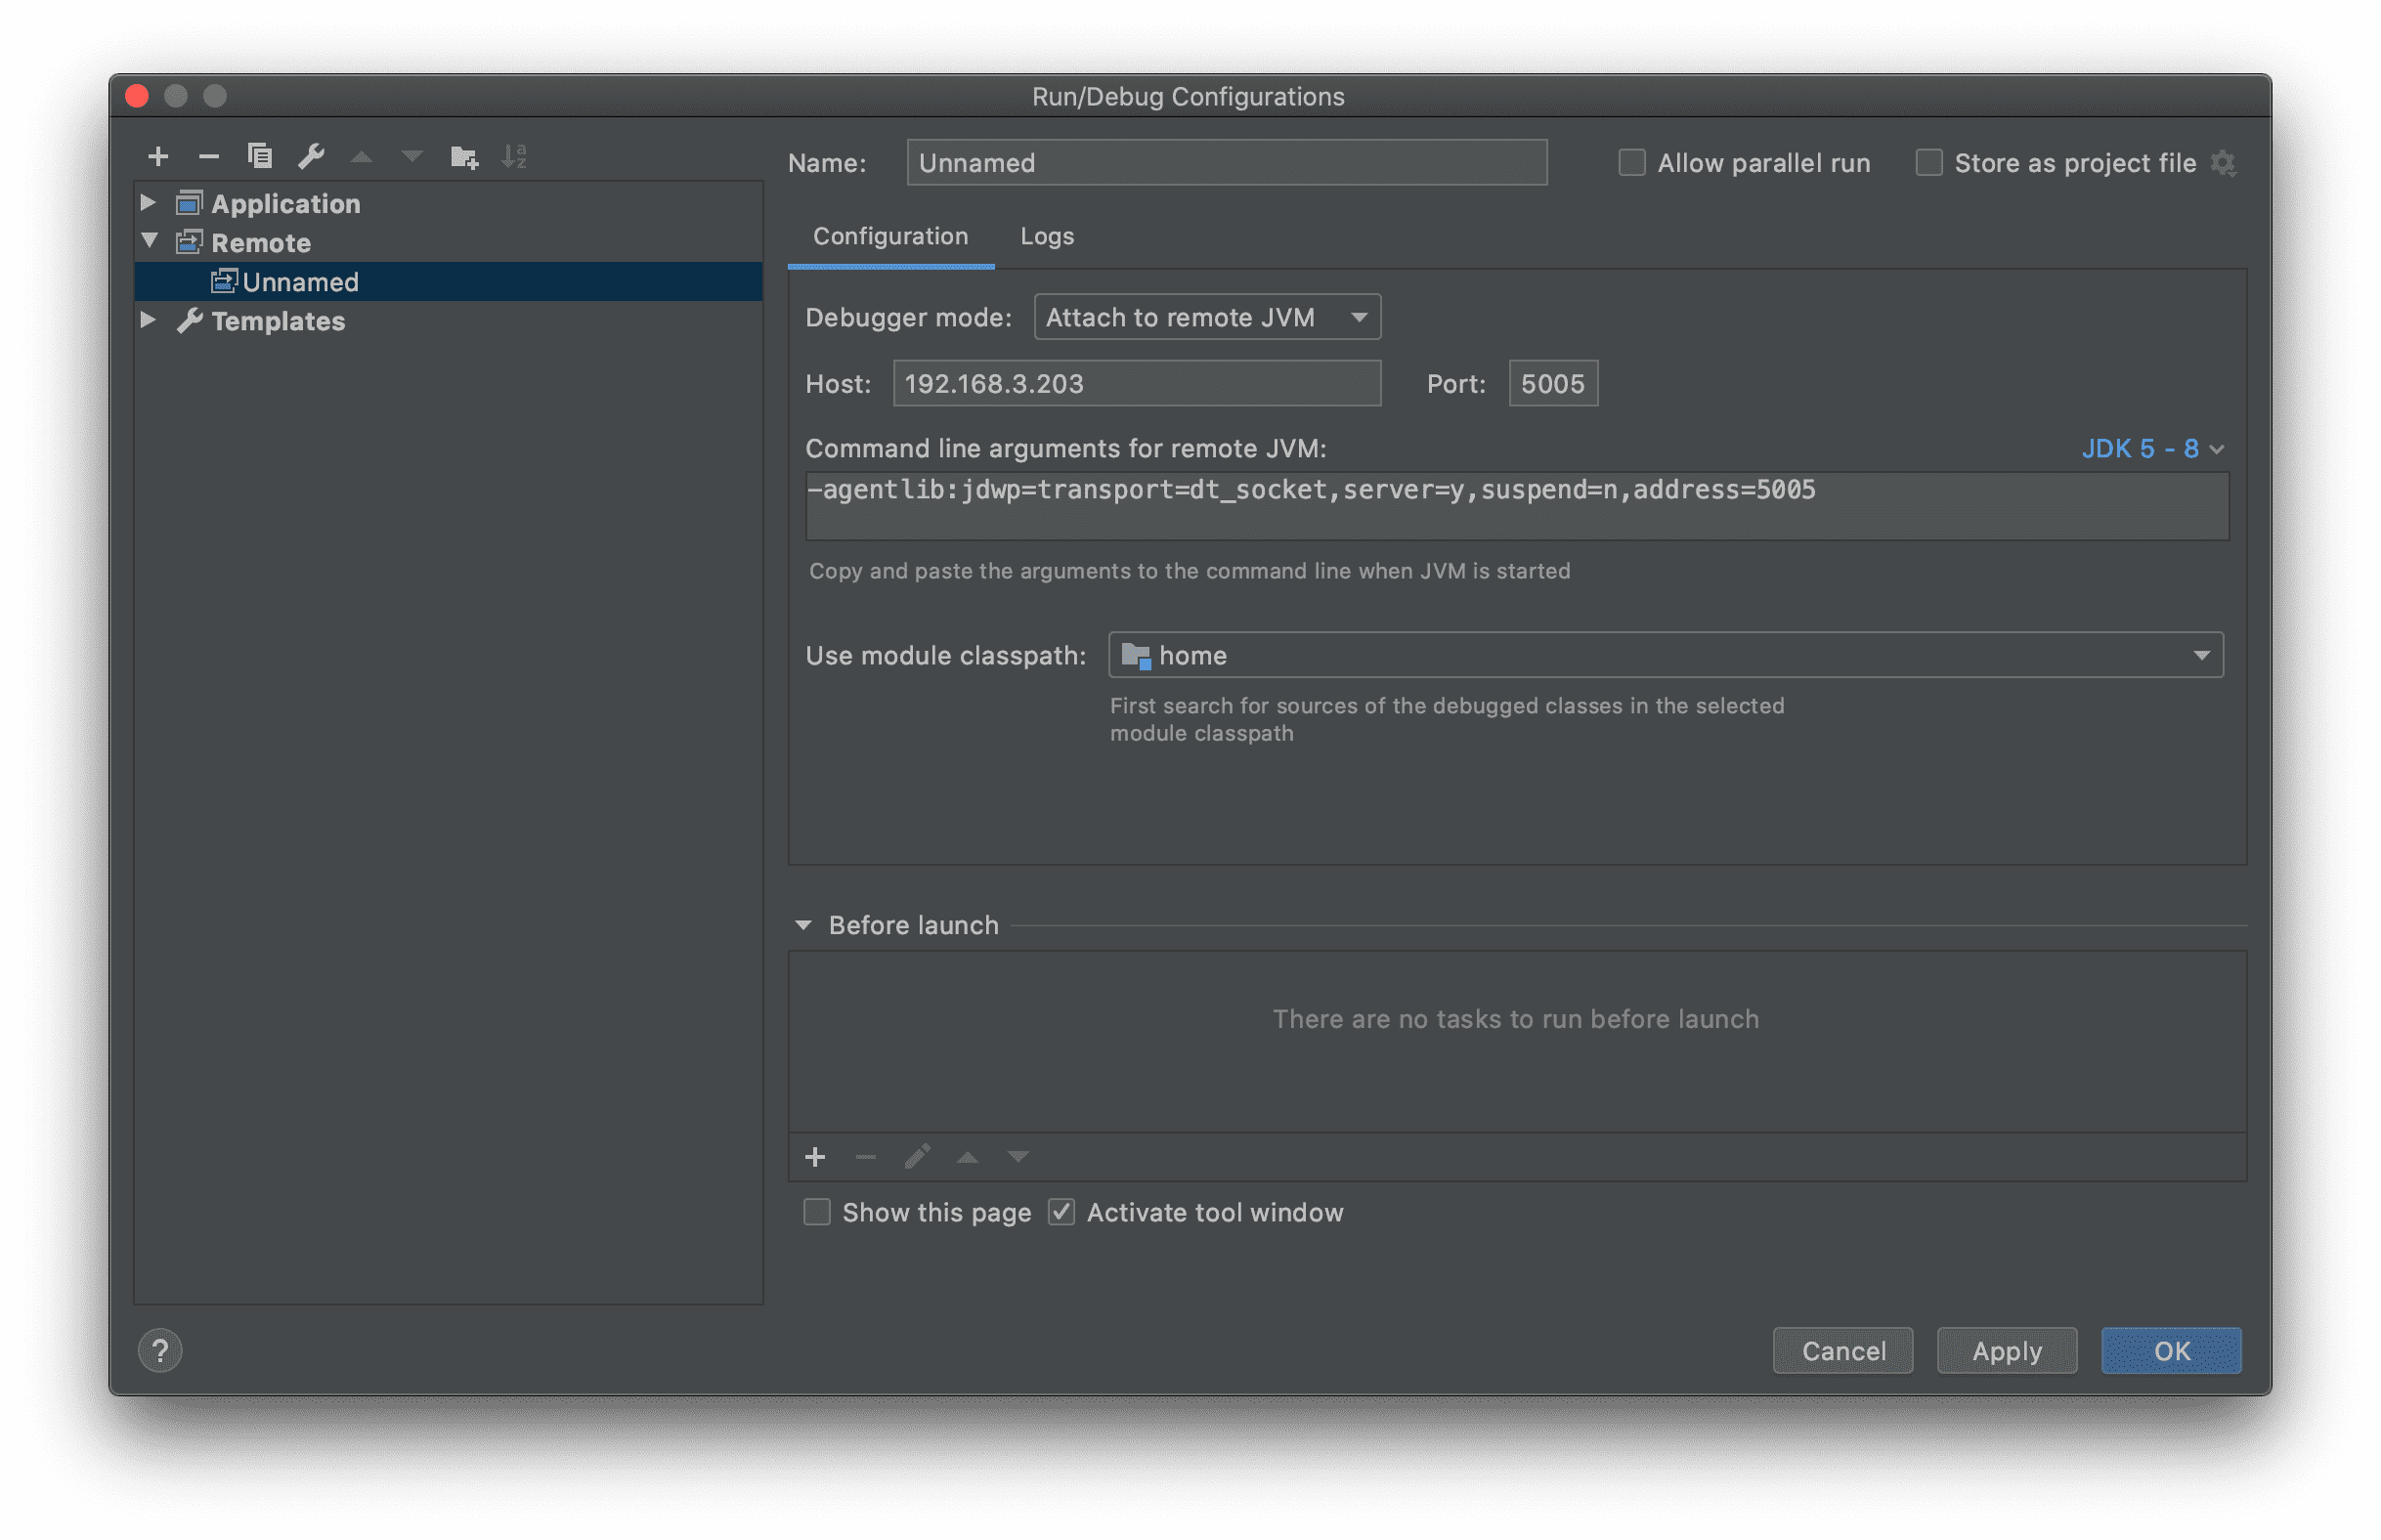 Run/Debug Configurations
Application
Remote
Unnamed
Templates
Name: Unnamed
Allow parallel run
Store as project file
Configuration
Logs
Debugger mode: Attach to remote JVM
Host: 192.168.3.203
Port: 5005
Command line arguments for remote JVM:
JDK 5 - 8
-agentlib:jdwp=transport=dt_socket,server=y,suspend=n,address=5005
Copy and paste the arguments to the command line when JVM is started
Use module classpath: home
First search for sources of the debugged classes in the selected
module classpath
Before launch
There are no tasks to run before launch
Show this page
Activate tool window
?
Cancel
Apply
OK